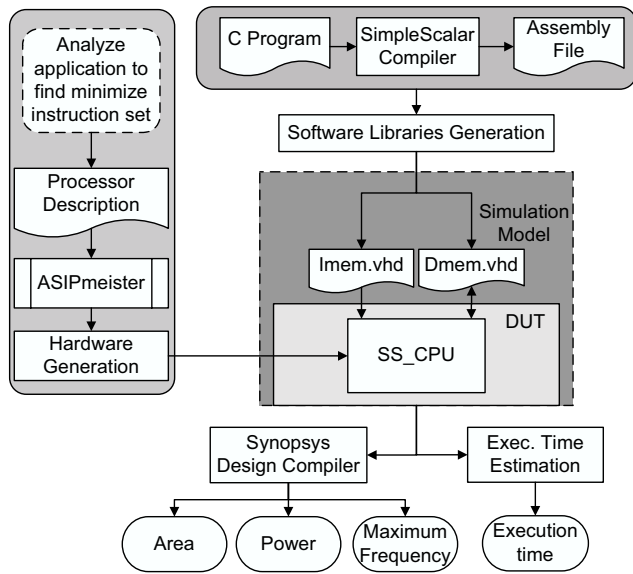 Analyze
application to
find minimize
instruction set
Processor
Description
ASIPmeister
Hardware
Generation
C Program
SimpleScalar
Compiler
Assembly
File
Software Libraries Generation
Simulation
Model
Imem.vhd
Dmem.vhd
DUT
SS_CPU
Synopsys
Design Compiler
Exec. Time
Estimation
Area
Power
Maximum
Frequency
Execution
time